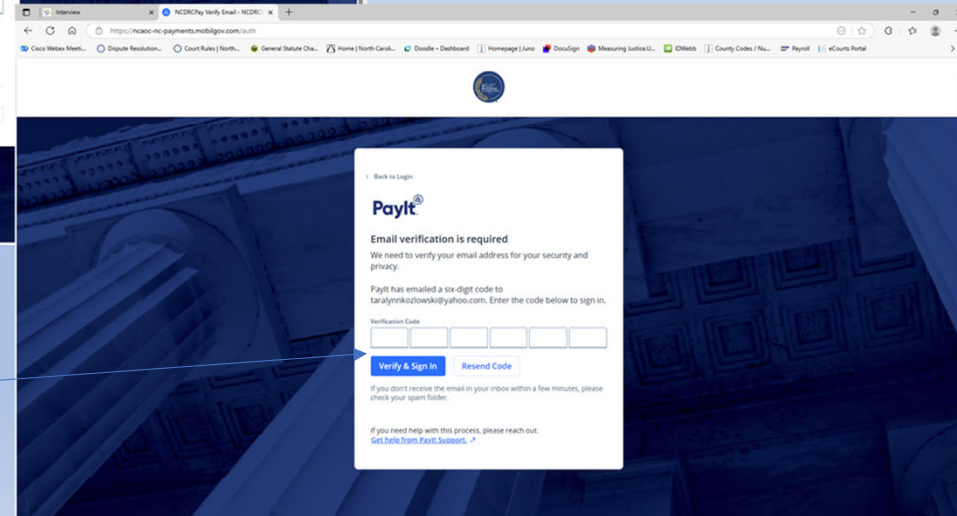 Interview
NCDRCPay Verify Email - NCDRC
https://ncaoc-nc-payments.mobilgov.com/auth
Cisco Webex Meeti...
Dispute Resolution...
Court Rules | North...
General Statute Cha...
Home | North Caroli...
Doodle – Dashboard
Homepage | Juno
DocuSign
Measuring Justice.U...
IDWebb
County Codes / Nu...
Payroll
eCourts Portal
Back to Login
PayIt
Email verification is required
We need to verify your email address for your security and
privacy.
PayIt has emailed a six-digit code to
taralynnkozlowski@yahoo.com. Enter the code below to sign in.
Verification Code
Verify & Sign In
Resend Code
If you don't receive the email in your inbox within a few minutes, please
check your spam folder.
If you need help with this process, please reach out.
Get help from PayIt Support.